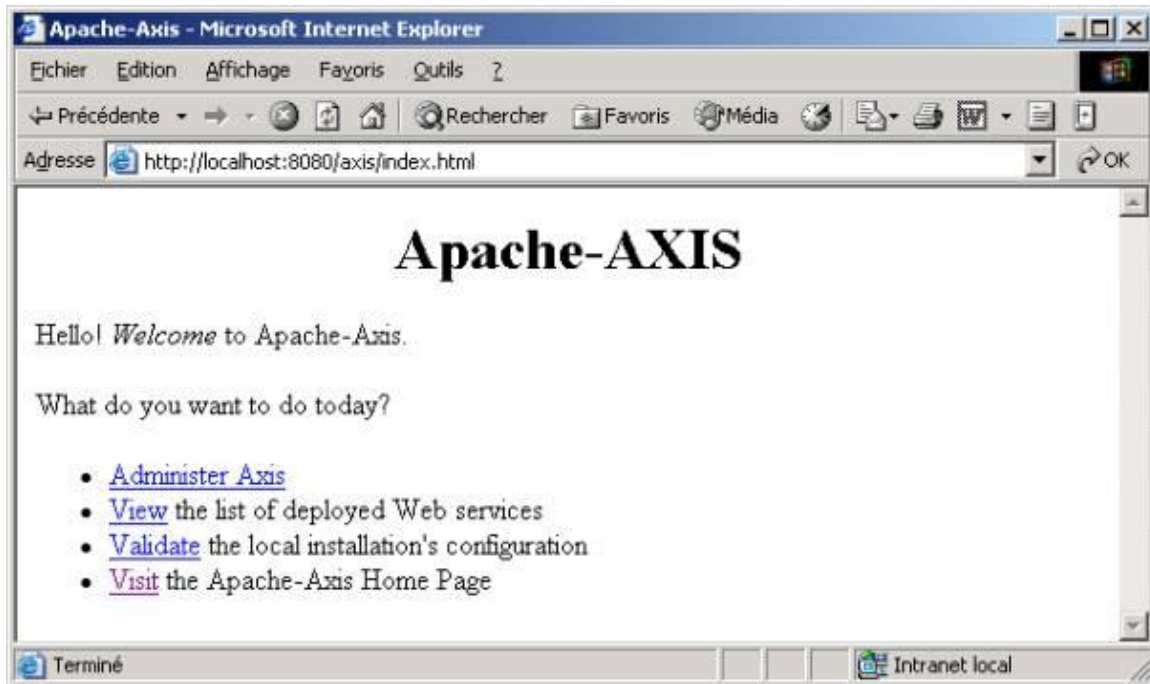 Apache-Axis - Microsoft Internet Explorer
Fichier Edition Affichage Favoris Outils ?
Précédente Rechercher Favoris Média
Adresse http://localhost:8080/axis/index.html OK
Apache-AXIS
Hello! Welcome to Apache-Axis.
What do you want to do today?
• Administer Axis
• View the list of deployed Web services
• Validate the local installation's configuration
• Visit the Apache-Axis Home Page
Terminé Intranet local